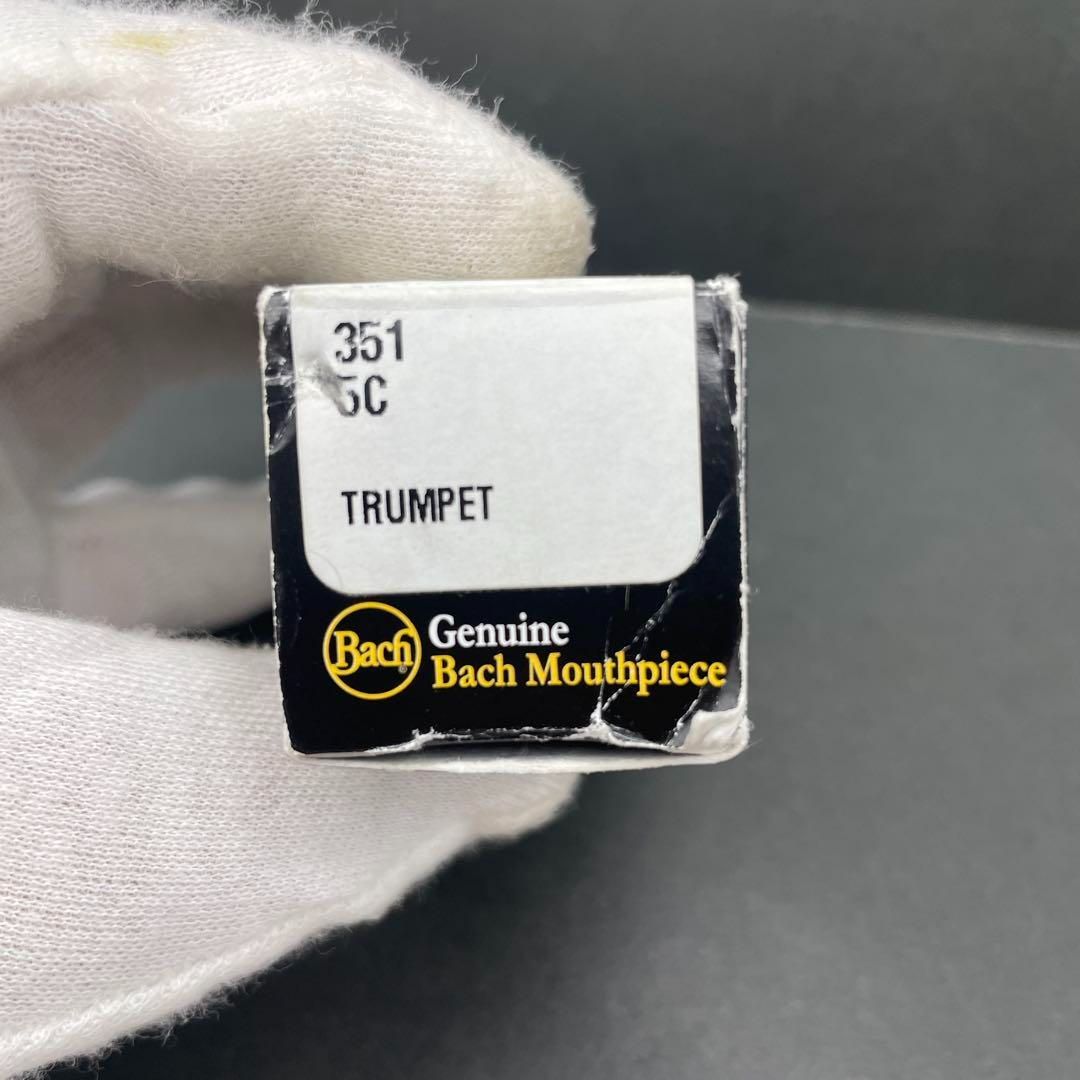 351
5C
TRUMPET
Bach®
Genuine
Bach Mouthpiece